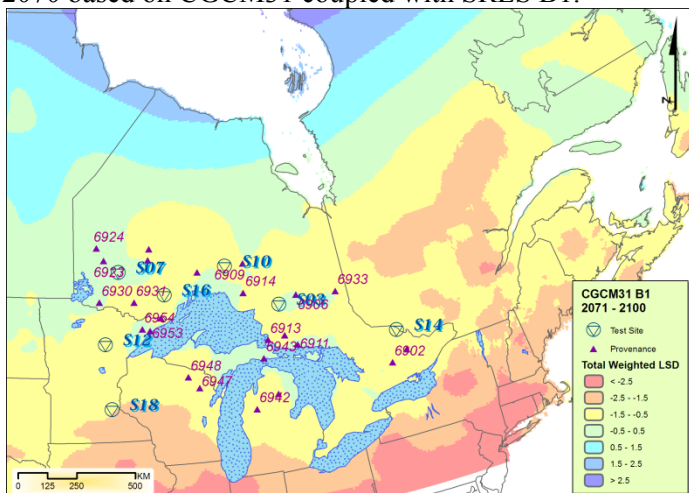 2070 based on CGCM31 coupled with SRES B1.
N
6924
S07
6923
S10
6909
6914
6933
6930
6931
S16
S03
6906
6954
6953
S12
S14
6913
6943
6911
6902
6948
6947
6942
S18
CGCM31 B1
2071 - 2100
Test Site
Provenance
Total Weighted LSD
< -2.5
-2.5 - -1.5
-1.5 - -0.5
-0.5 - 0.5
0.5 - 1.5
1.5 - 2.5
> 2.5
KM
0 125 250 500